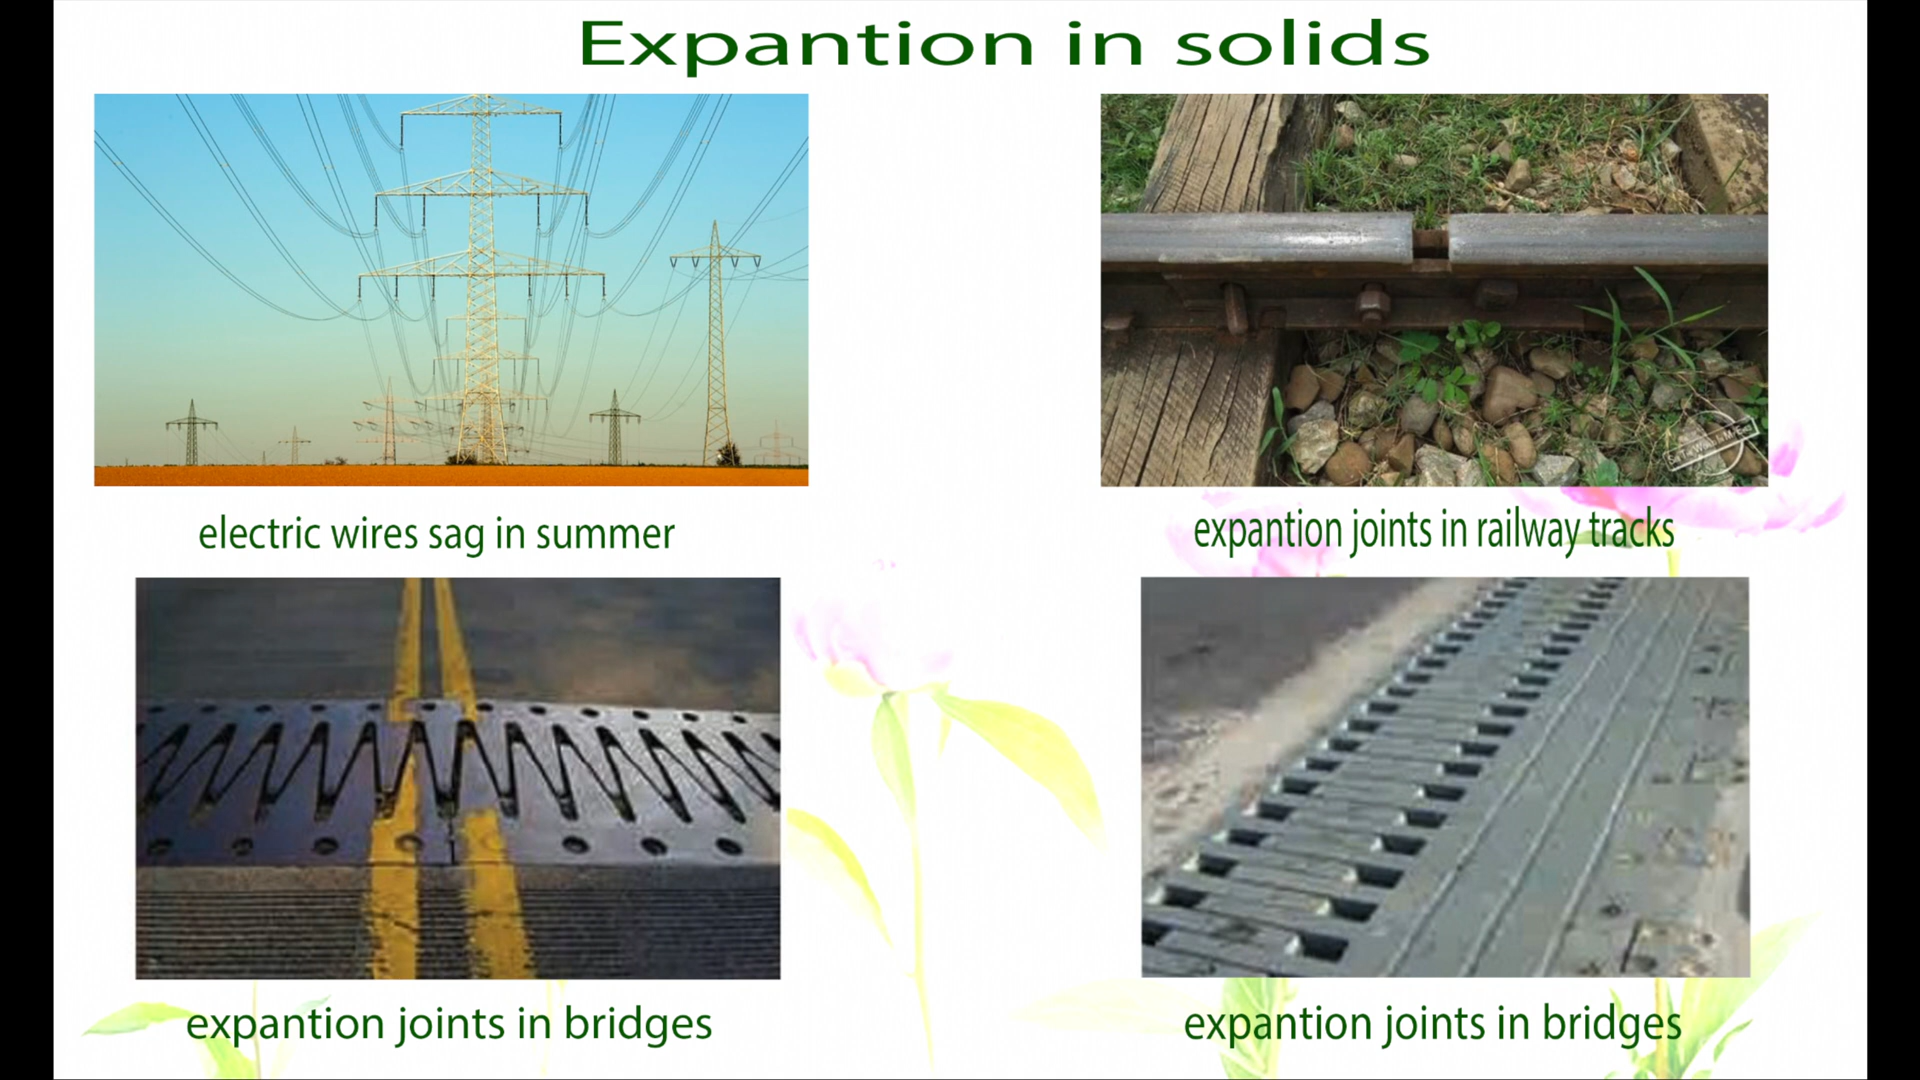 Expantion in solids
electric wires sag in summer
expantion joints in railway tracks
expantion joints in bridges
expantion joints in bridges